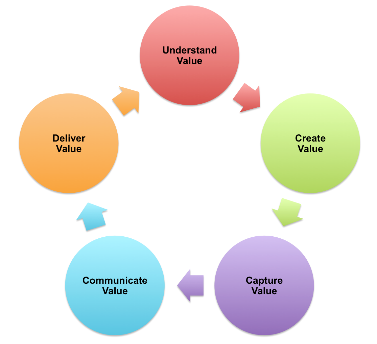 Understand
Value
Create
Value
Capture
Value
Communicate
Value
Deliver
Value